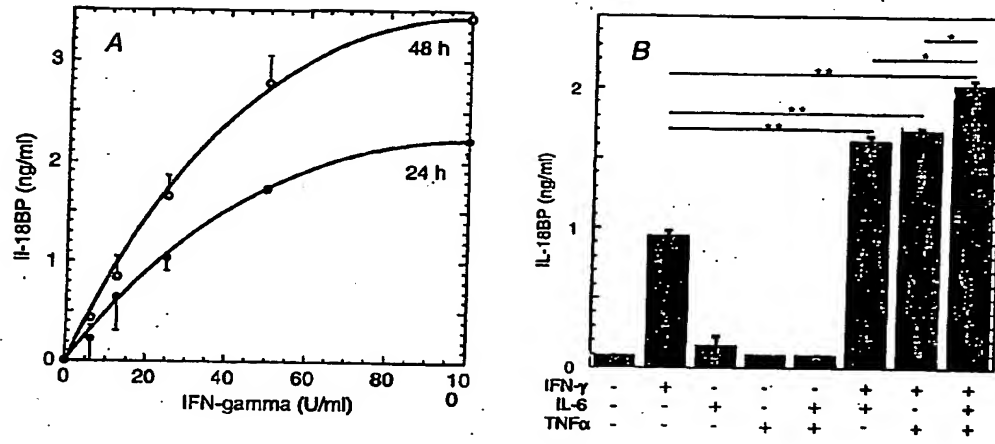 A
48 h
24 h
Il-18BP (ng/ml)
3
2
1
0
0 20 40 60 80 10
0
IFN-gamma (U/ml)
B
*
*
**
**
**
IL-18BP (ng/ml)
2
1
0
IFN-γ - + - - - + + +
IL-6 - - + - + + - +
TNFα - - - + + - + +